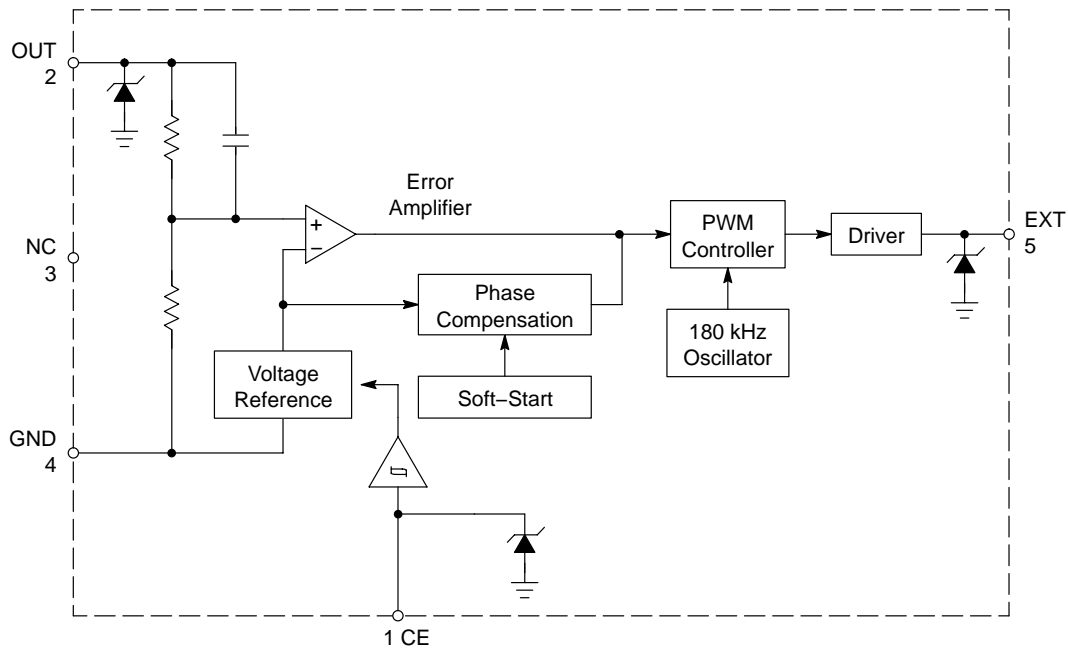 OUT
2
Error
Amplifier
+
−
NC
3
PWM
Controller
Driver
EXT
5
Phase
Compensation
180 kHz
Oscillator
Voltage
Reference
Soft−Start
GND
4
1 CE